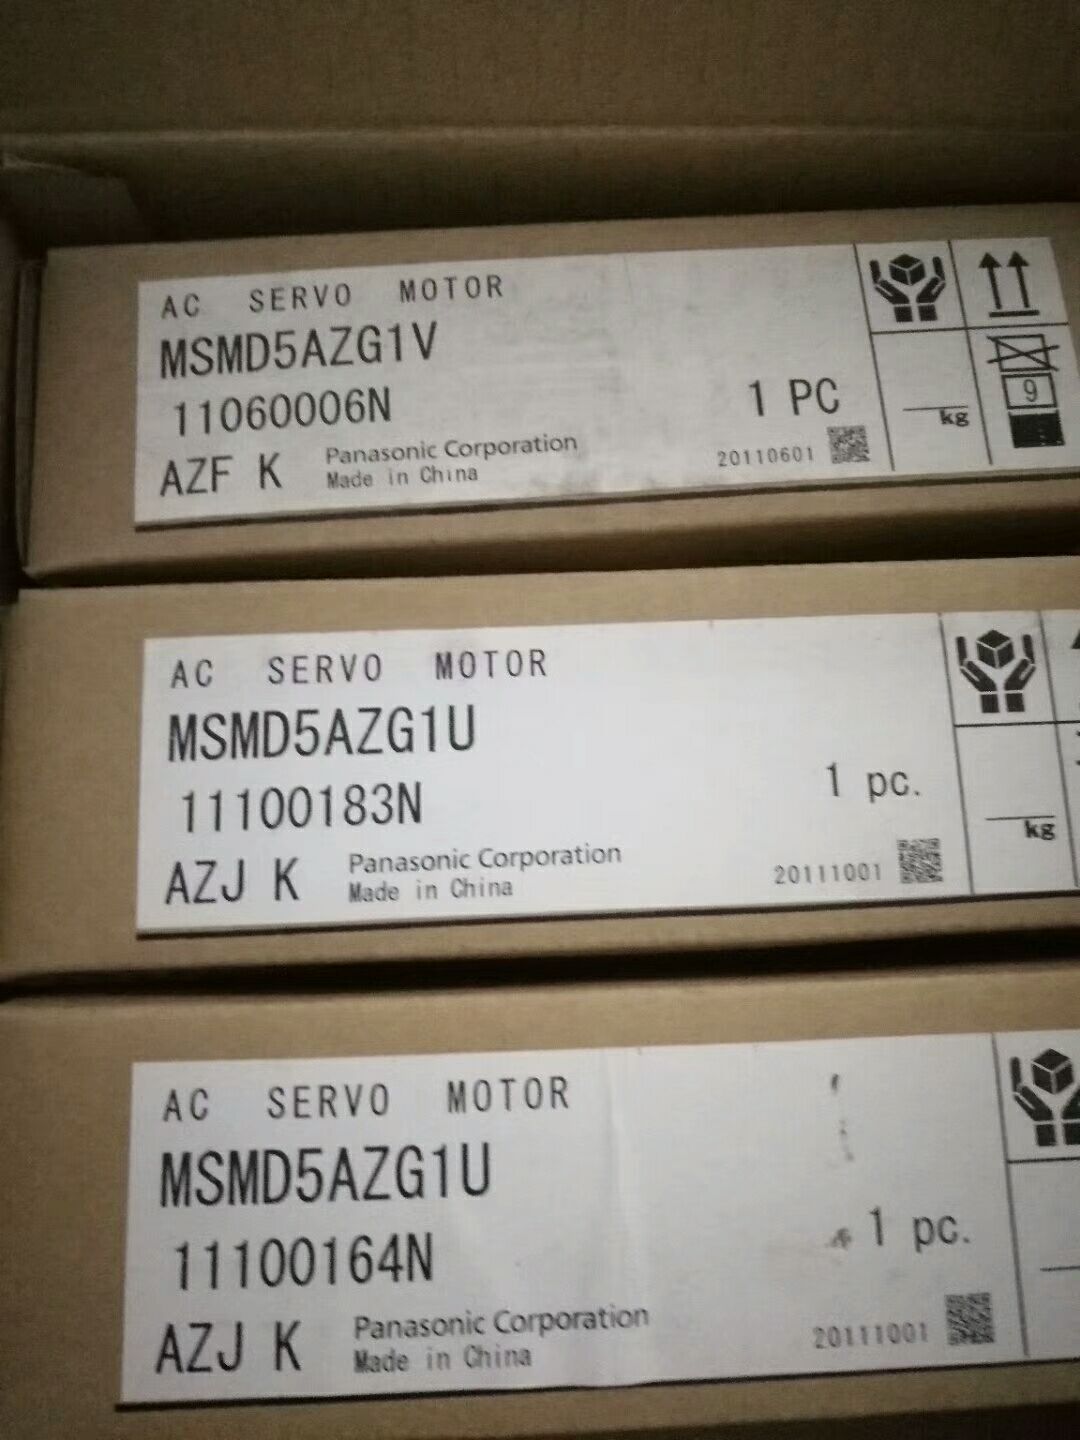 AC SERVO MOTOR
MSMD5AZG1V
11060006N
1 PC
AZF K
Panasonic Corporation
Made in China
20110601
kg
9
AC SERVO MOTOR
MSMD5AZG1U
11100183N
1 pc.
AZJ K
Panasonic Corporation
Made in China
20111001
kg
AC SERVO MOTOR
MSMD5AZG1U
11100164N
1 pc.
AZJ K
Panasonic Corporation
Made in China
20111001